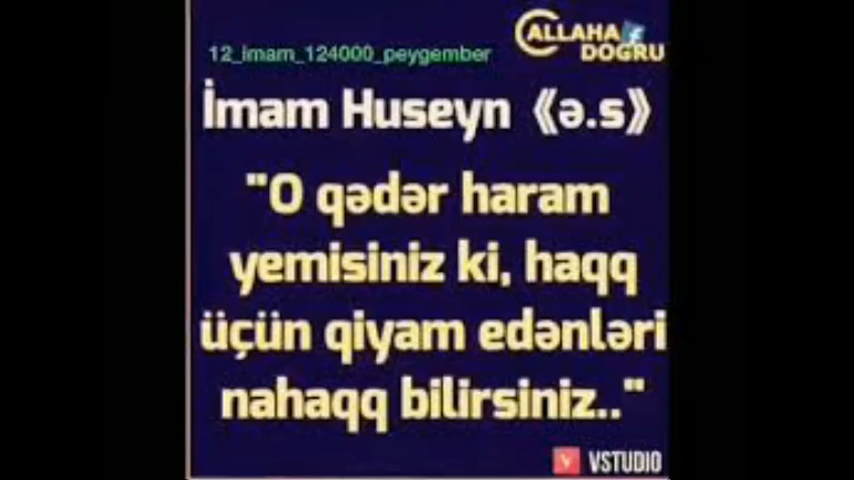 ALLAHA
DOGRU
12_imam_124000_peygember
İmam Huseyn《ə.s》
"O qədər haram
yemisiniz ki, haqq
üçün qiyam edənləri
nahaqq bilirsiniz.."
V VSTUDIO